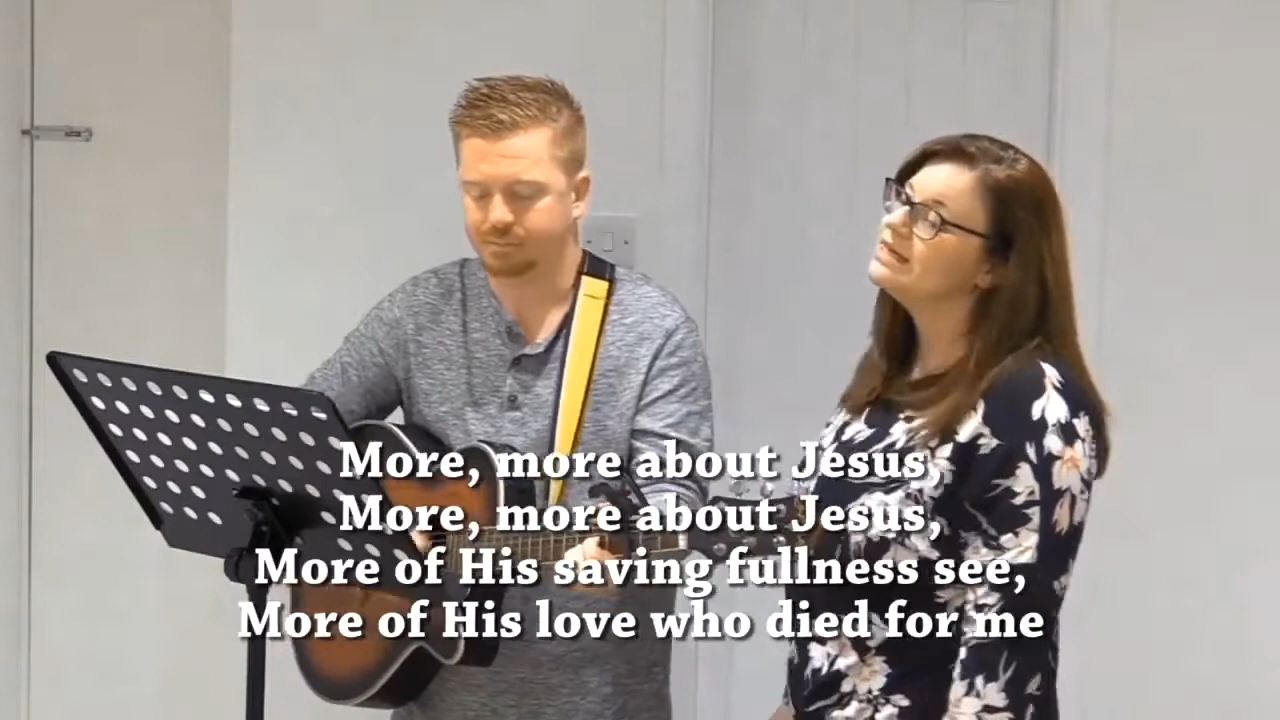 More, more about Jesus,
More, more about Jesus,
More of His saving fullness see,
More of His love who died for me